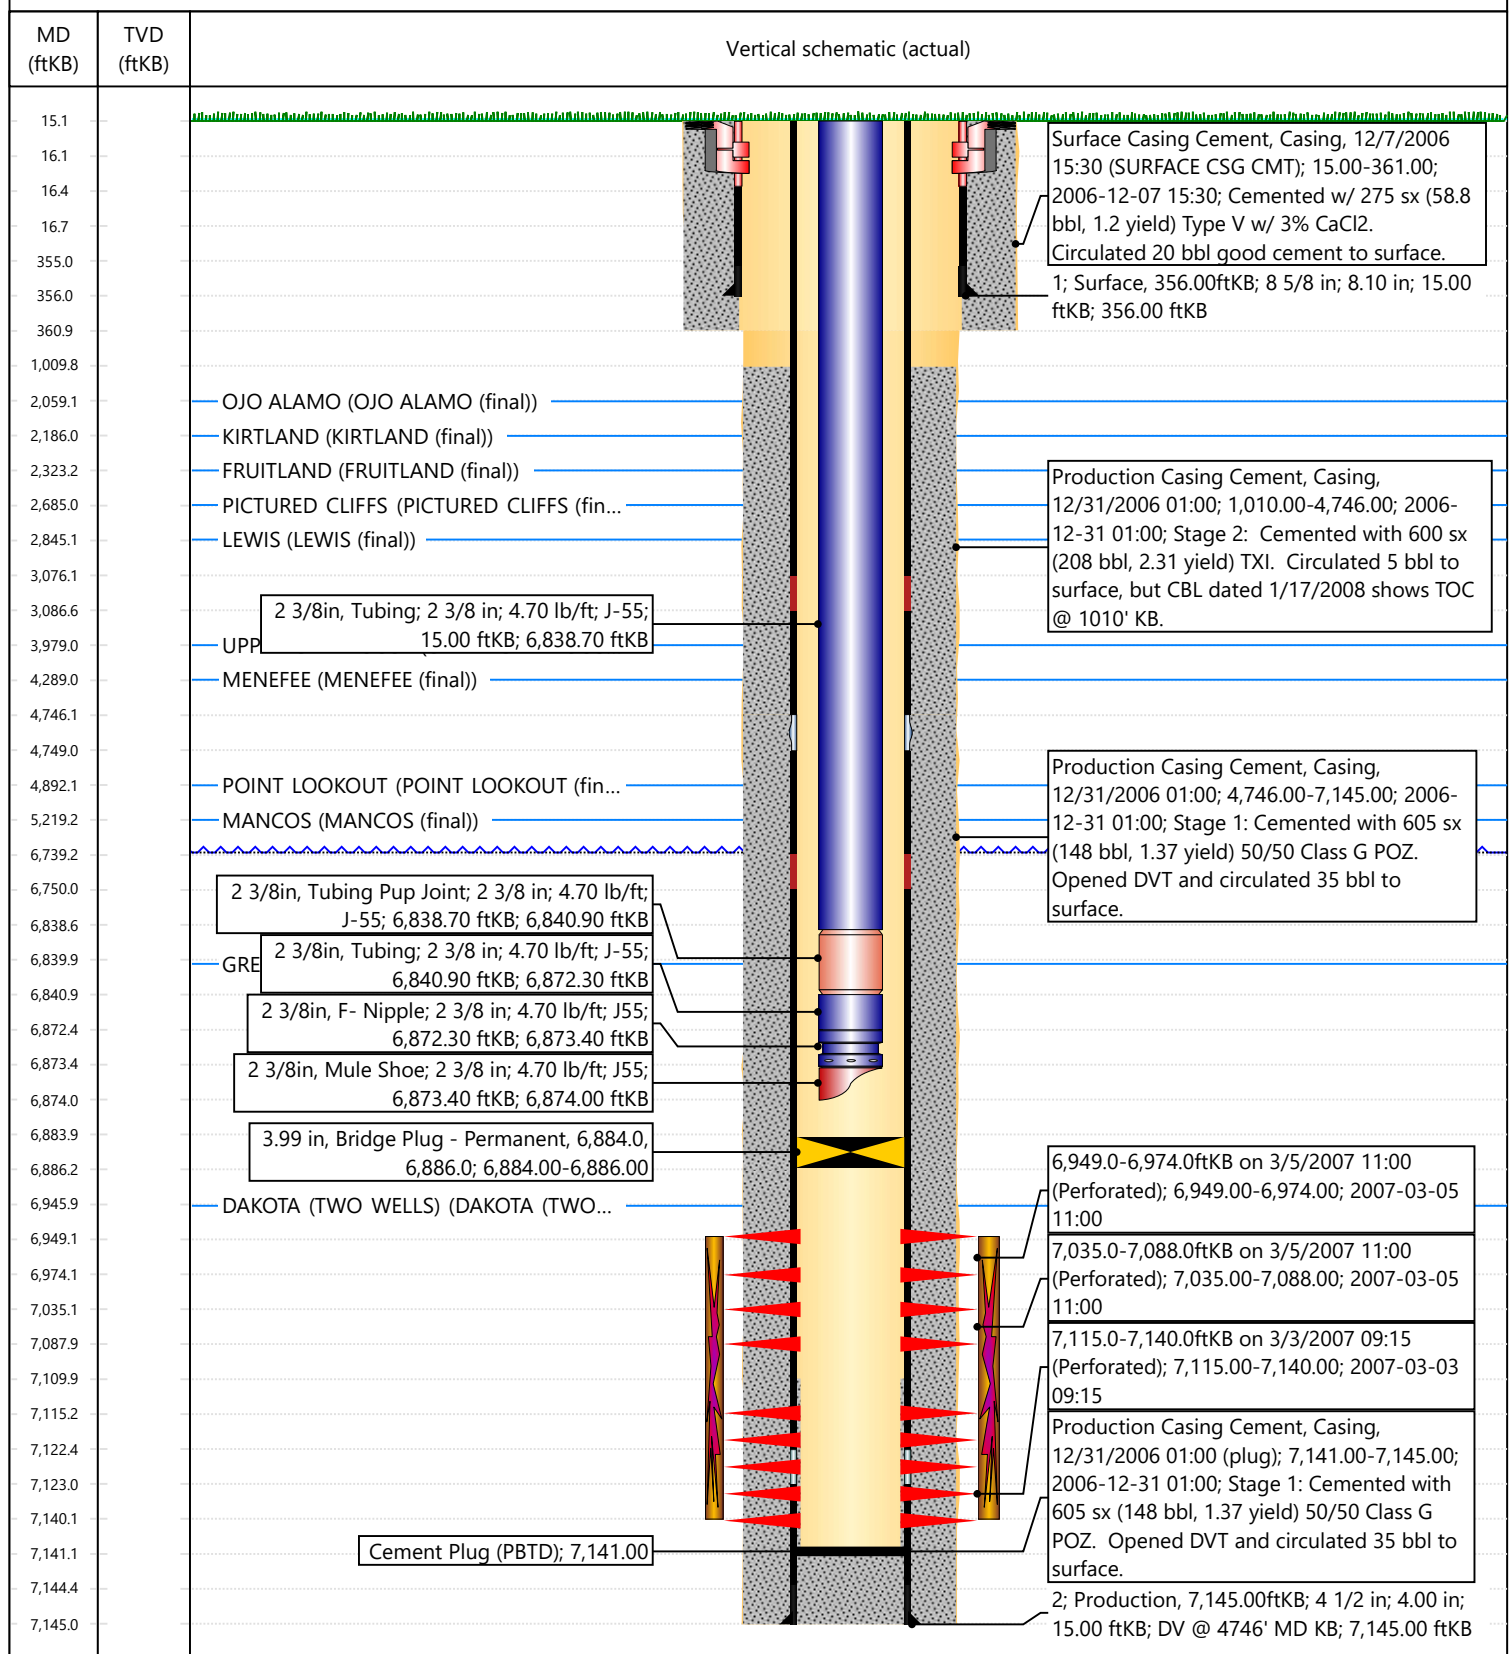 MD
(ftKB)
TVD
(ftKB)
Vertical schematic (actual)
15.1
16.1
16.4
16.7
355.0
356.0
360.9
1,009.8
2,059.1
2,186.0
2,323.2
2,685.0
2,845.1
3,076.1
3,086.6
3,979.0
4,289.0
4,746.1
4,749.0
4,892.1
5,219.2
6,739.2
6,750.0
6,838.6
6,839.9
6,840.9
6,872.4
6,873.4
6,874.0
6,883.9
6,886.2
6,945.9
6,949.1
6,974.1
7,035.1
7,087.9
7,109.9
7,115.2
7,122.4
7,123.0
7,140.1
7,141.1
7,144.4
7,145.0
OJO ALAMO (OJO ALAMO (final))
KIRTLAND (KIRTLAND (final))
FRUITLAND (FRUITLAND (final))
PICTURED CLIFFS (PICTURED CLIFFS (fin...
LEWIS (LEWIS (final))
2 3/8in, Tubing; 2 3/8 in; 4.70 lb/ft; J-55;
15.00 ftKB; 6,838.70 ftKB
UPP
MENEFEE (MENEFEE (final))
POINT LOOKOUT (POINT LOOKOUT (fin...
MANCOS (MANCOS (final))
2 3/8in, Tubing Pup Joint; 2 3/8 in; 4.70 lb/ft;
J-55; 6,838.70 ftKB; 6,840.90 ftKB
GRE
2 3/8in, Tubing; 2 3/8 in; 4.70 lb/ft; J-55;
6,840.90 ftKB; 6,872.30 ftKB
2 3/8in, F- Nipple; 2 3/8 in; 4.70 lb/ft; J55;
6,872.30 ftKB; 6,873.40 ftKB
2 3/8in, Mule Shoe; 2 3/8 in; 4.70 lb/ft; J55;
6,873.40 ftKB; 6,874.00 ftKB
3.99 in, Bridge Plug - Permanent, 6,884.0,
6,886.0; 6,884.00-6,886.00
DAKOTA (TWO WELLS) (DAKOTA (TWO...
Cement Plug (PBTD); 7,141.00
Surface Casing Cement, Casing, 12/7/2006
15:30 (SURFACE CSG CMT); 15.00-361.00;
2006-12-07 15:30; Cemented w/ 275 sx (58.8
bbl, 1.2 yield) Type V w/ 3% CaCl2.
Circulated 20 bbl good cement to surface.
1; Surface, 356.00ftKB; 8 5/8 in; 8.10 in; 15.00
ftKB; 356.00 ftKB
Production Casing Cement, Casing,
12/31/2006 01:00; 1,010.00-4,746.00; 2006-
12-31 01:00; Stage 2:  Cemented with 600 sx
(208 bbl, 2.31 yield) TXI.  Circulated 5 bbl to
surface, but CBL dated 1/17/2008 shows TOC
@ 1010' KB.
Production Casing Cement, Casing,
12/31/2006 01:00; 4,746.00-7,145.00; 2006-
12-31 01:00; Stage 1: Cemented with 605 sx
(148 bbl, 1.37 yield) 50/50 Class G POZ.
Opened DVT and circulated 35 bbl to
surface.
6,949.0-6,974.0ftKB on 3/5/2007 11:00
(Perforated); 6,949.00-6,974.00; 2007-03-05
11:00
7,035.0-7,088.0ftKB on 3/5/2007 11:00
(Perforated); 7,035.00-7,088.00; 2007-03-05
11:00
7,115.0-7,140.0ftKB on 3/3/2007 09:15
(Perforated); 7,115.00-7,140.00; 2007-03-03
09:15
Production Casing Cement, Casing,
12/31/2006 01:00 (plug); 7,141.00-7,145.00;
2006-12-31 01:00; Stage 1: Cemented with
605 sx (148 bbl, 1.37 yield) 50/50 Class G
POZ.  Opened DVT and circulated 35 bbl to
surface.
2; Production, 7,145.00ftKB; 4 1/2 in; 4.00 in;
15.00 ftKB; DV @ 4746' MD KB; 7,145.00 ftKB